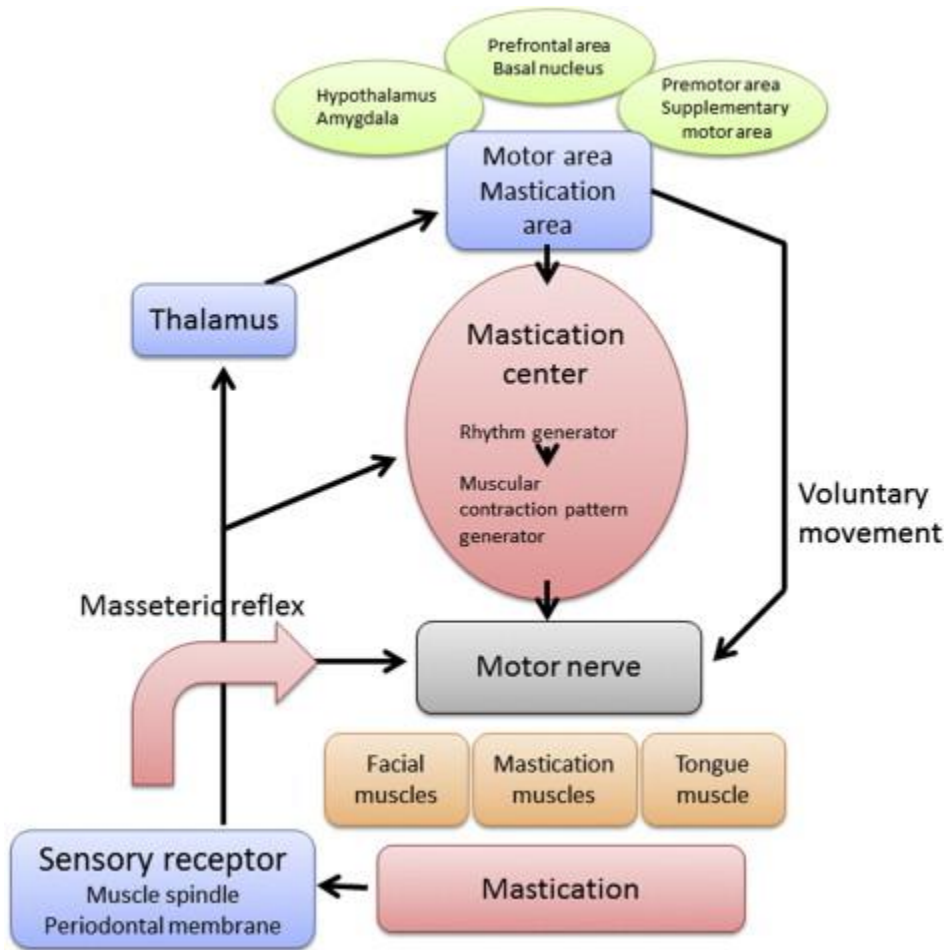 Prefrontal area
Basal nucleus
Hypothalamus
Amygdala
Premotor area
Supplementary
motor area
Motor area
Mastication
area
Thalamus
Mastication
center
Rhythm generator
Muscular
contraction pattern
generator
Voluntary
movement
Masseteric reflex
Motor nerve
Facial
muscles
Mastication
muscles
Tongue
muscle
Sensory receptor
Muscle spindle
Periodontal membrane
Mastication